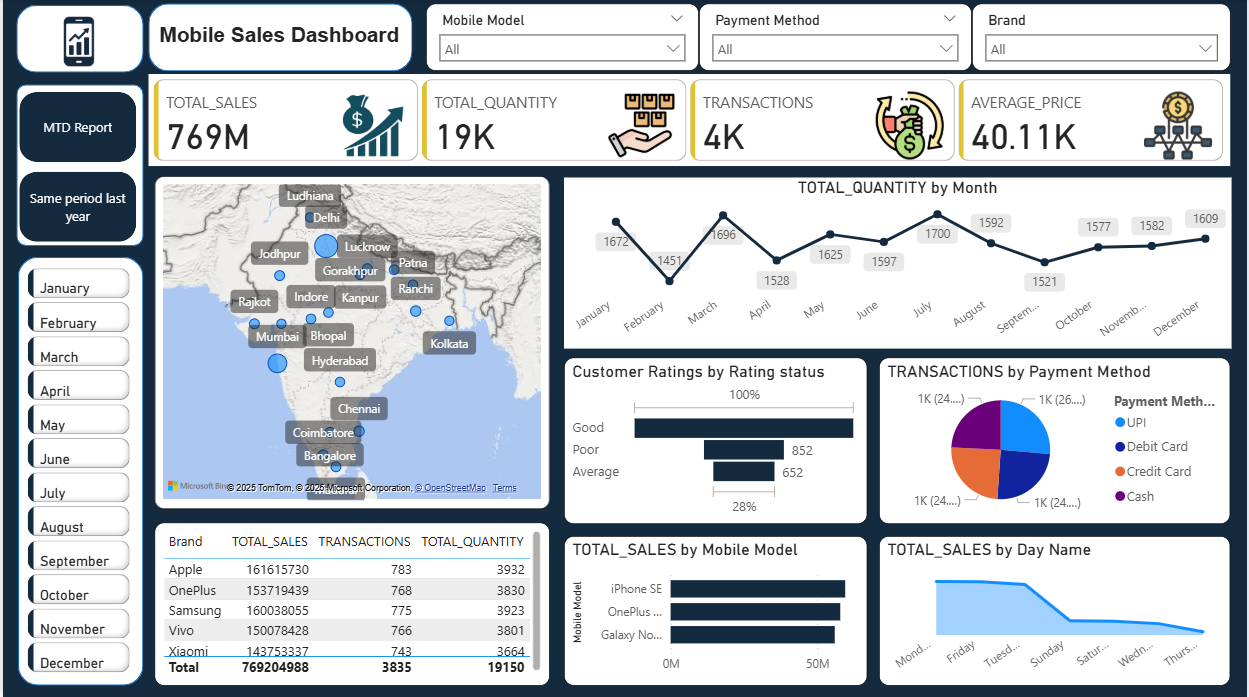 Mobile Sales Dashboard
Mobile Model
All
Payment Method
All
Brand
All
MTD Report
Same period last
year
TOTAL_SALES
769M
TOTAL_QUANTITY
19K
TRANSACTIONS
4K
AVERAGE_PRICE
40.11K
January
February
March
April
May
June
July
August
September
October
November
December
Ludhiana
Delhi
Lucknow
Jodhpur
Gorakhpur
Patna
Ranchi
Rajkot
Indore
Kanpur
Mumbai
Bhopal
Kolkata
Hyderabad
Chennai
Coimbatore
Bangalore
Microsoft Bing
© 2025 TomTom, © 2025 Microsoft Corporation, © OpenStreetMap Terms
TOTAL_QUANTITY by Month
1672
1451
1696
1528
1625
1597
1700
1592
1521
1577
1582
1609
January
February
March
April
May
June
July
August
Septem...
October
Novemb...
December
Customer Ratings by Rating status
100%
Good
Poor
852
Average
652
28%
TRANSACTIONS by Payment Method
1K (24....)
1K (26....)
1K (24....)
1K (24....)
Payment Meth...
UPI
Debit Card
Credit Card
Cash
Brand TOTAL_SALES TRANSACTIONS TOTAL_QUANTITY
Apple 161615730 783 3932
OnePlus 153719439 768 3830
Samsung 160038055 775 3923
Vivo 150078428 766 3801
Xiaomi 143753337 743 3664
Total 769204988 3835 19150
TOTAL_SALES by Mobile Model
Mobile Model
iPhone SE
OnePlus ...
Galaxy No...
0M
50M
TOTAL_SALES by Day Name
Mond...
Friday
Tuesd...
Sunday
Satur...
Wedn...
Thurs...